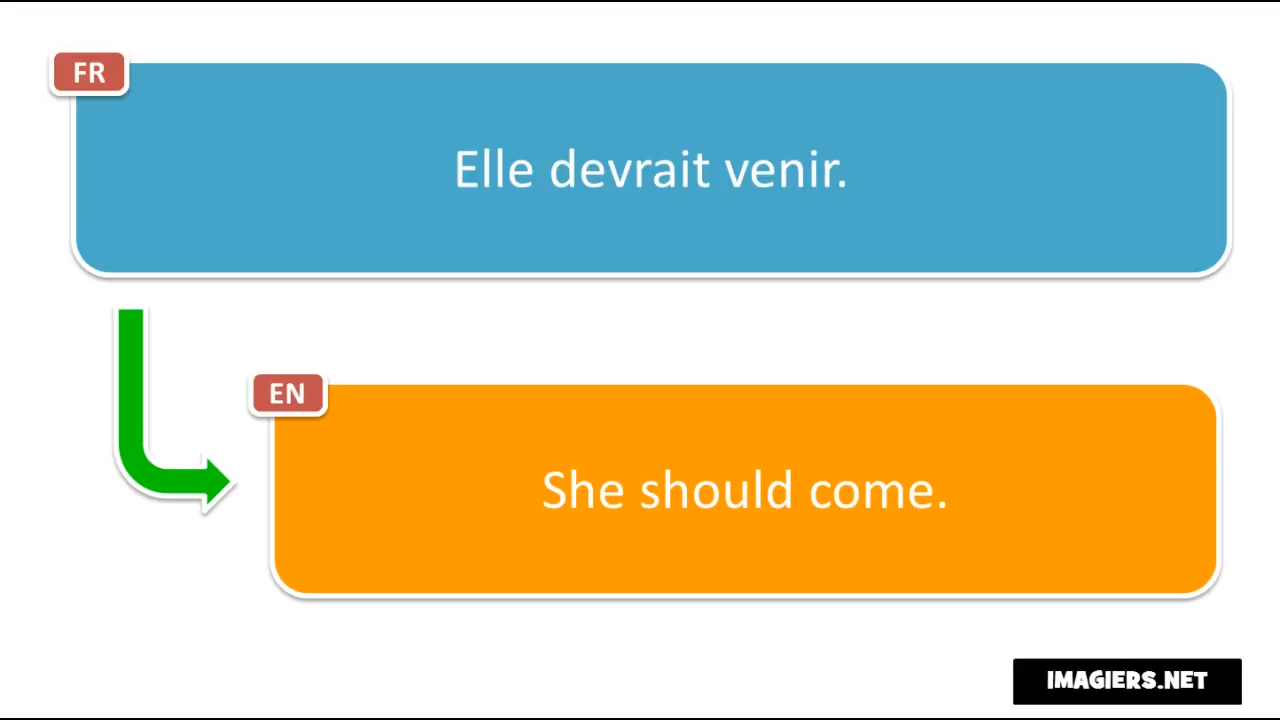 FR
Elle devrait venir.
EN
She should come.
IMAGIERS.NET